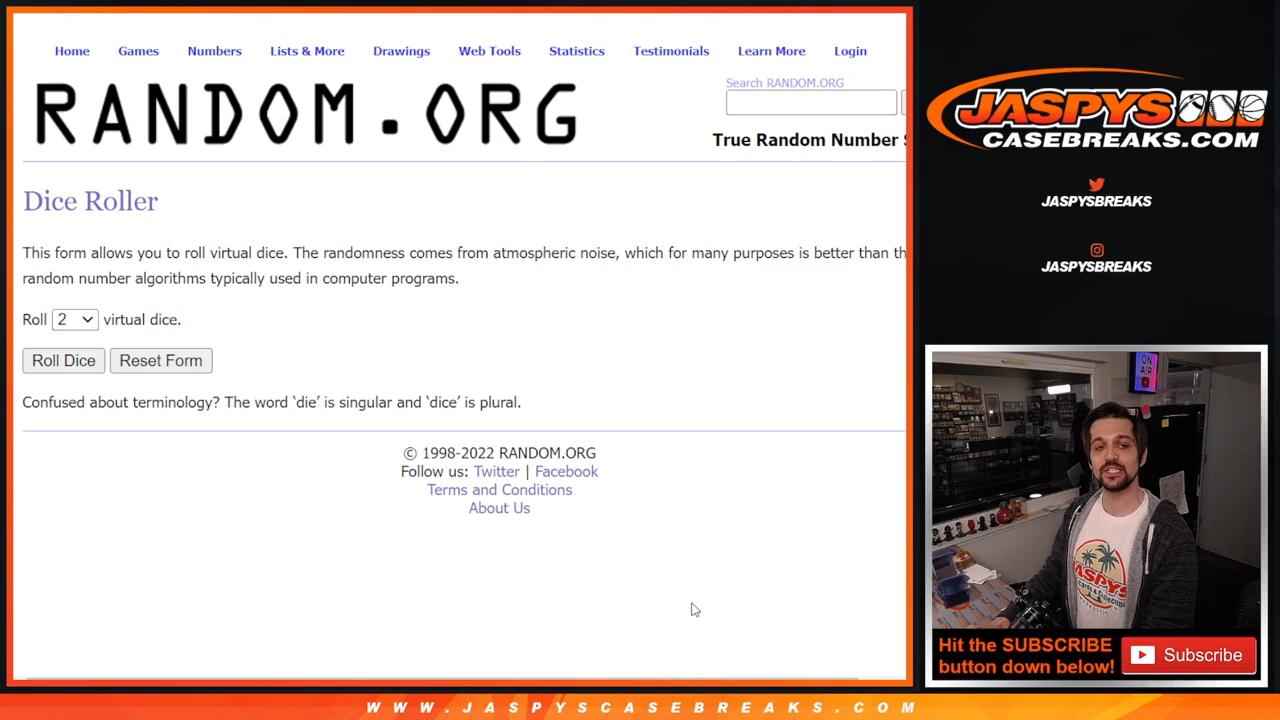 Home Games Numbers Lists & More Drawings Web Tools Statistics Testimonials Learn More Login
RANDOM.ORG
Search RANDOM.ORG
True Random Number S
Dice Roller
This form allows you to roll virtual dice. The randomness comes from atmospheric noise, which for many purposes is better than th
random number algorithms typically used in computer programs.
Roll 2 virtual dice.
Roll Dice Reset Form
Confused about terminology? The word ‘die’ is singular and ‘dice’ is plural.
© 1998-2022 RANDOM.ORG
Follow us: Twitter | Facebook
Terms and Conditions
About Us
JASPYS
CASEBREAKS.COM
JASPYSBREAKS
JASPYSBREAKS
ON
AIR
JASPYS
Hit the SUBSCRIBE
button down below!
Subscribe
WWW.JASPYSCASEBREAKS.COM